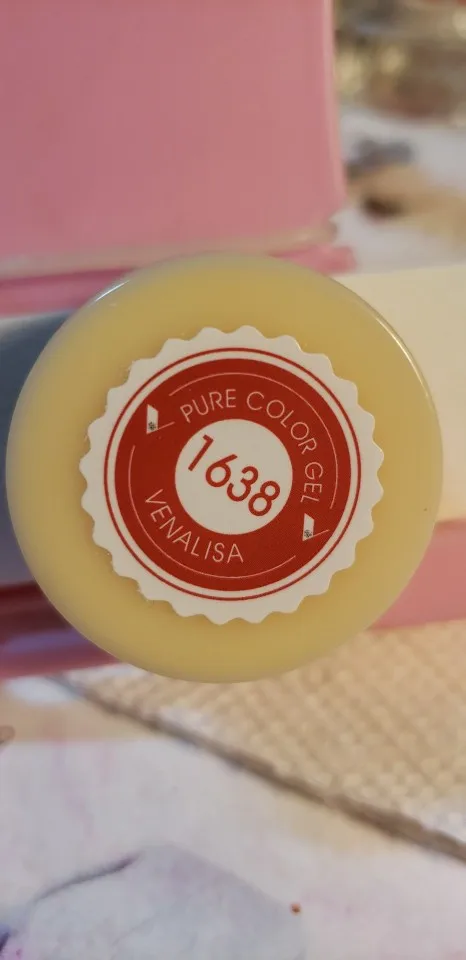 PURE COLOR GEL
1638
VENALISA